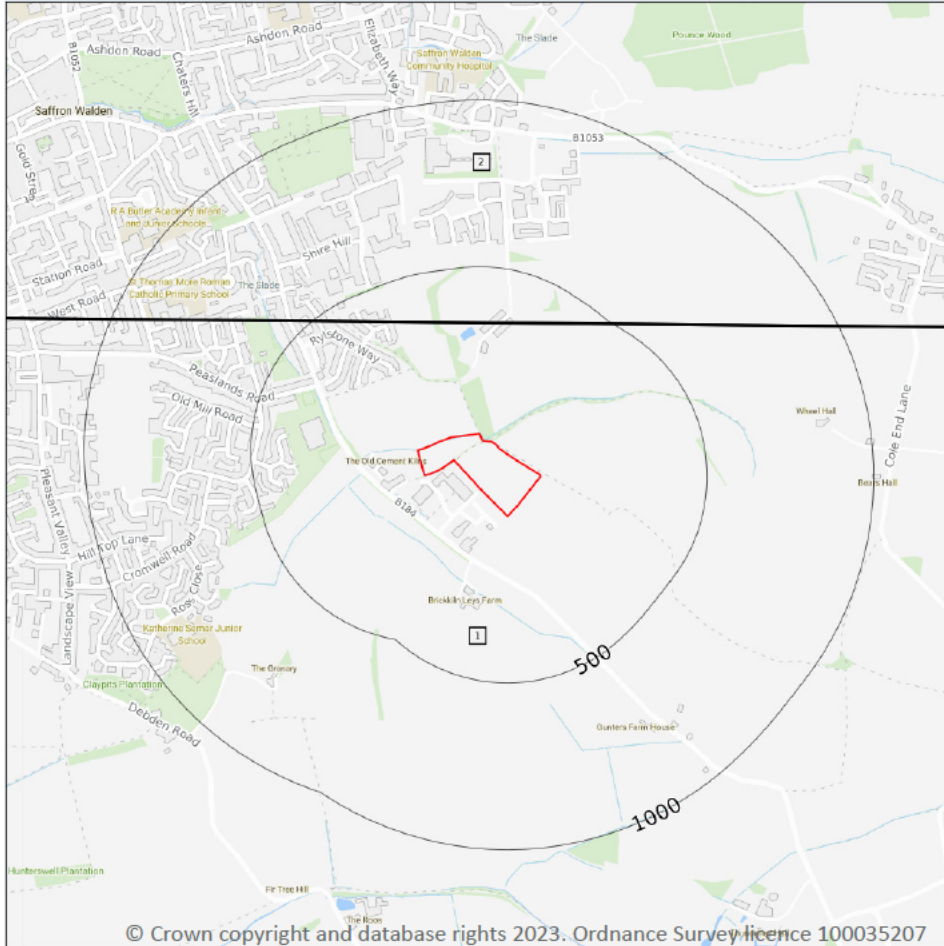 Ashdon Road
Ashdon Road
B1052
Chaters Hill
Elizabeth Way
The Slade
Pounce Wood
Saffron Walden
Community Hospital
Saffron Walden
B1053
2
Gold Street
R A Butler Academy Infant
and Junior Schools
Shire Hill
Station Road
St Thomas More Roman
Catholic Primary School
The Slade
West Road
Rylstone Way
Peaslands Road
Old Mill Road
Wheel Hall
Cole End Lane
The Old Cement Kilns
Bears Hall
Pleasant Valley
B184
Hill Top Lane
Cromwell Road
Ross Close
Landscape View
Brickkiln Leys Farm
Katherine Semar Junior
School
1
500
The Granary
Claypits Plantation
Debden Road
Gunters Farm House
1000
Hunterswell Plantation
Fir Tree Hill
The Roos
© Crown copyright and database rights 2023. Ordnance Survey licence 100035207